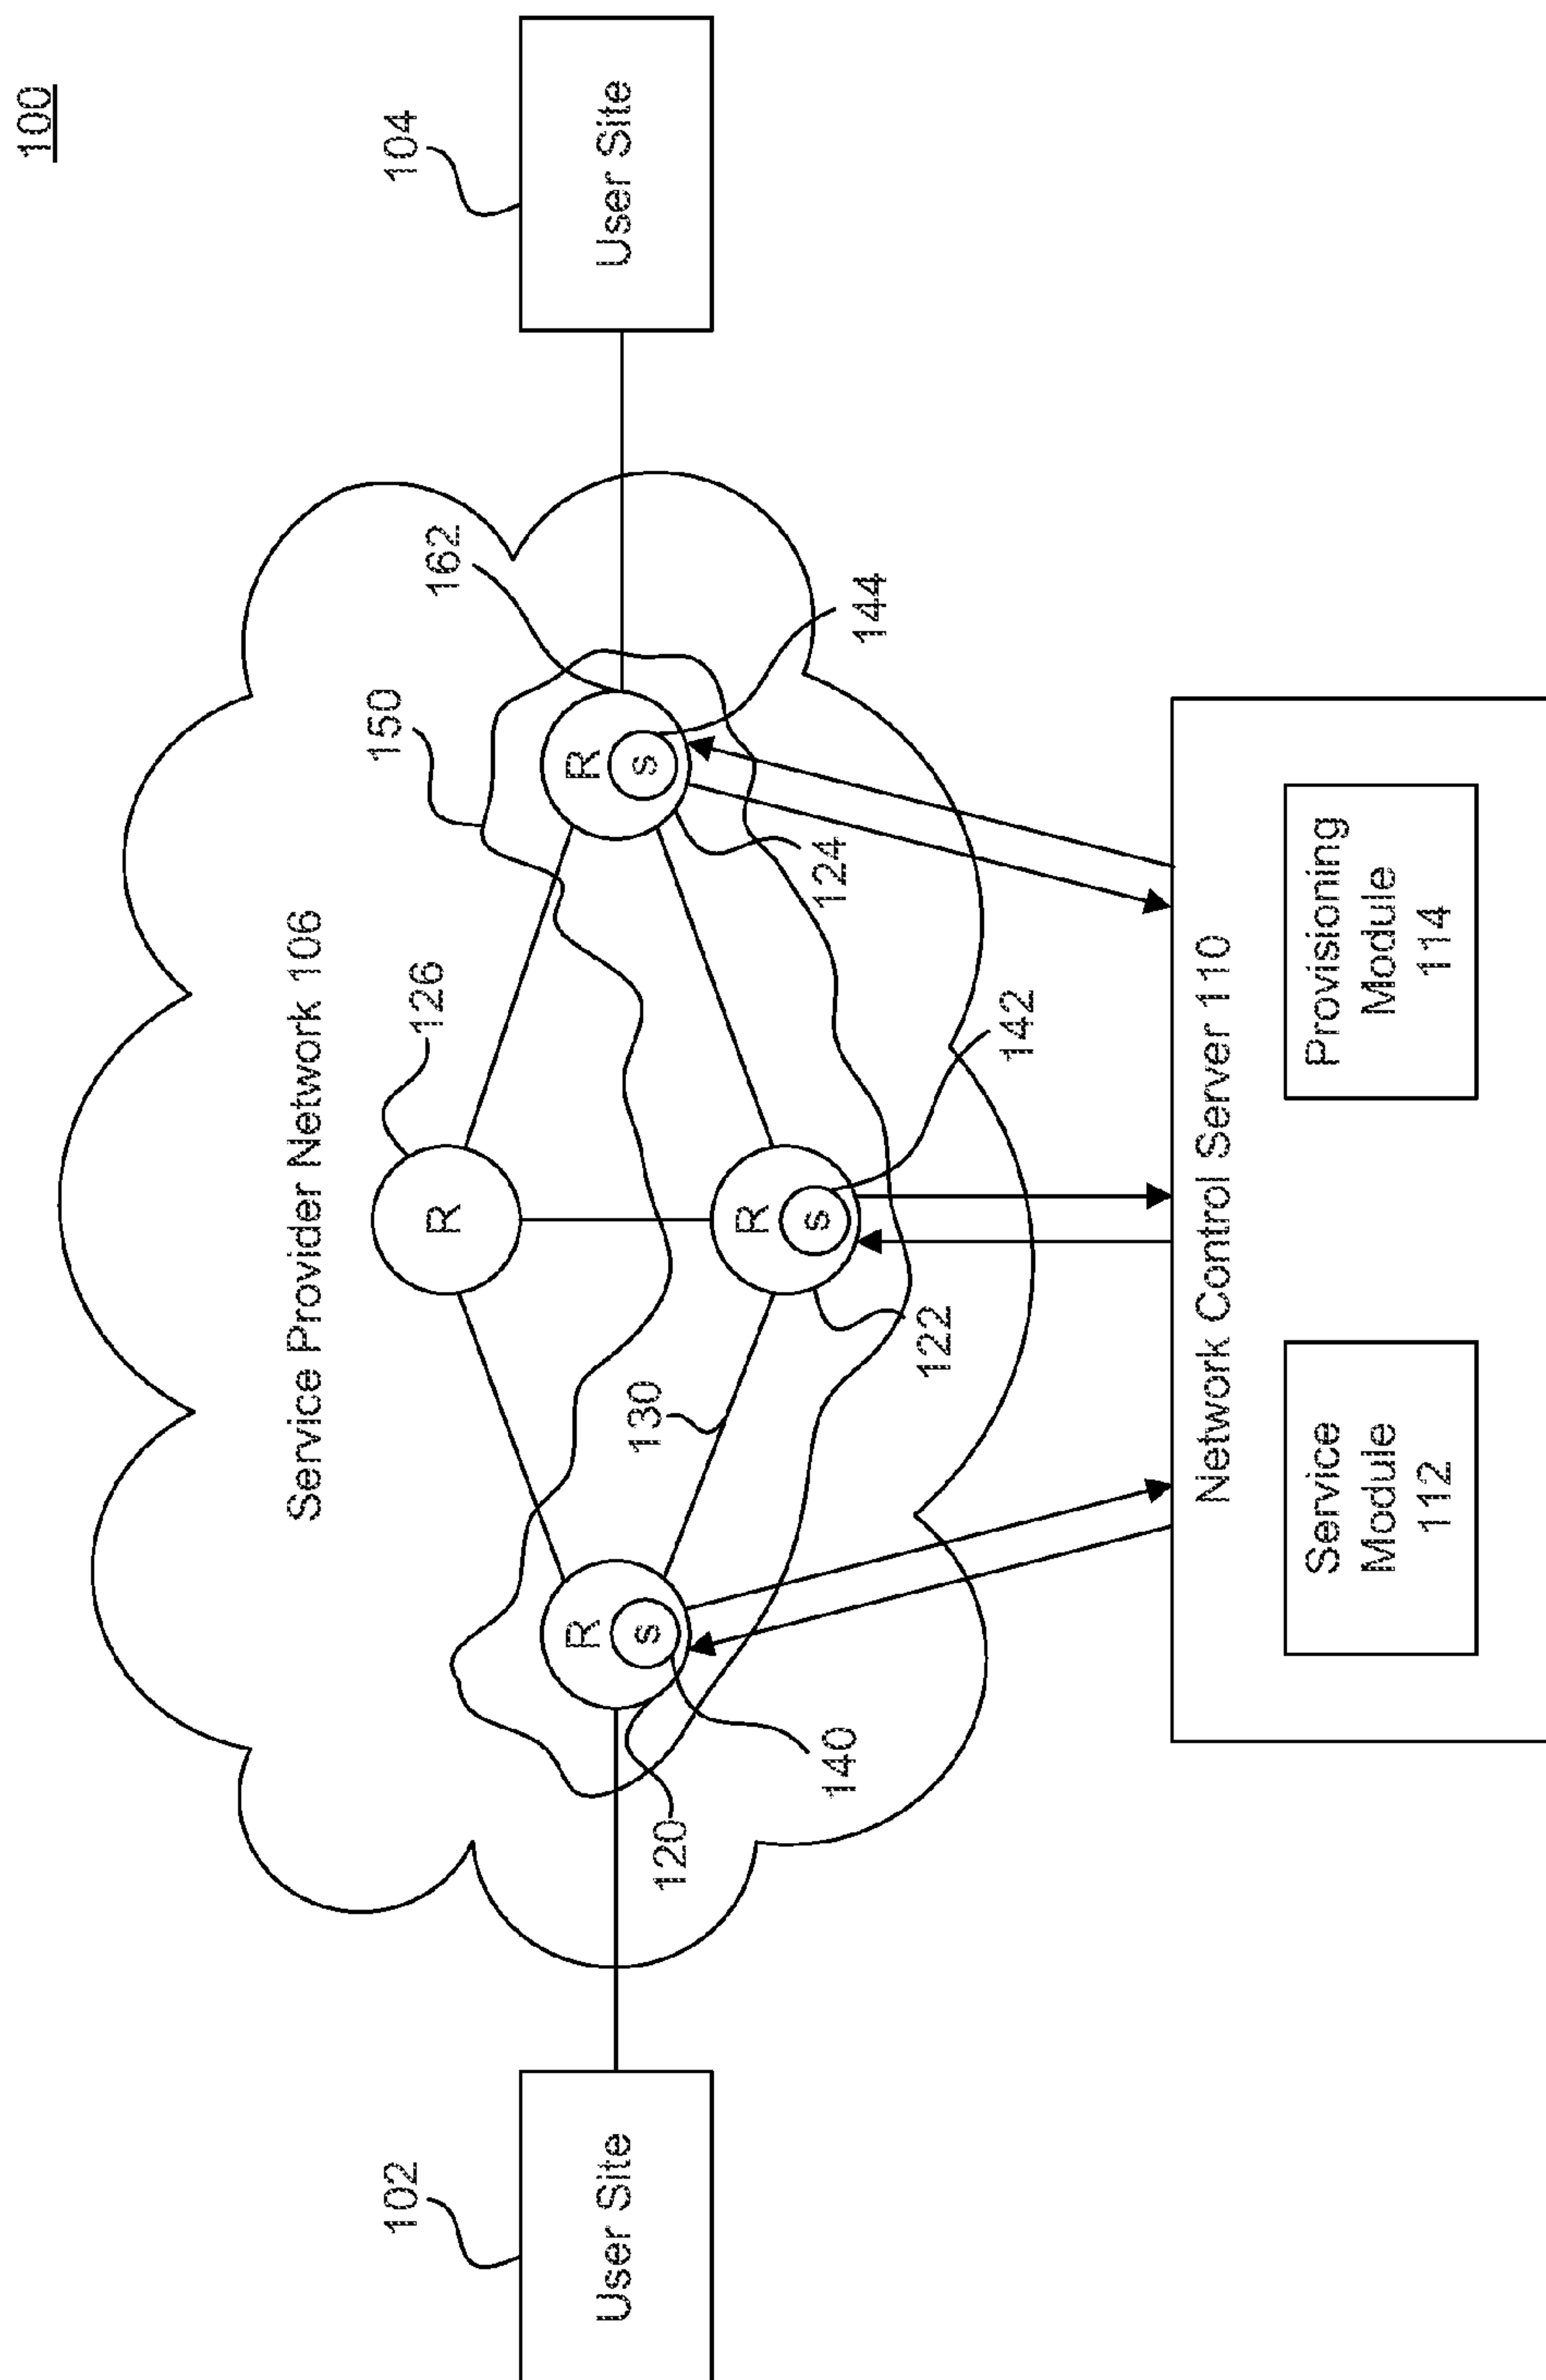 100
Service Provider Network 106
126
150
162
R
102
104
User Site
User Site
R
s
R
s
130
R
s
120
140
122
142
124
144
Network Control Server 110
Service
Module
112
Provisioning
Module
114